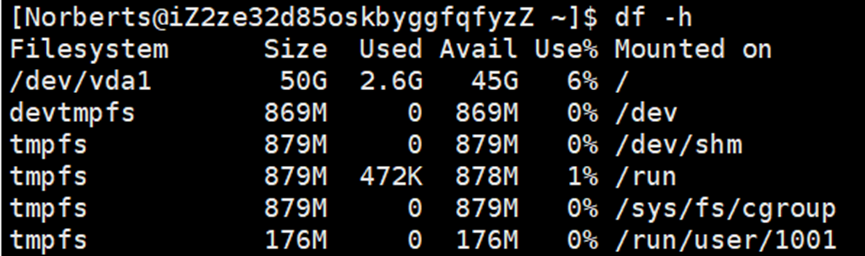 [Norberts@iZ2ze32d85oskbyggfqfyzZ ~]$ df -h
Filesystem      Size  Used Avail Use% Mounted on
/dev/vda1        50G  2.6G   45G   6% /
devtmpfs        869M     0  869M   0% /dev
tmpfs           879M     0  879M   0% /dev/shm
tmpfs           879M  472K  878M   1% /run
tmpfs           879M     0  879M   0% /sys/fs/cgroup
tmpfs           176M     0  176M   0% /run/user/1001